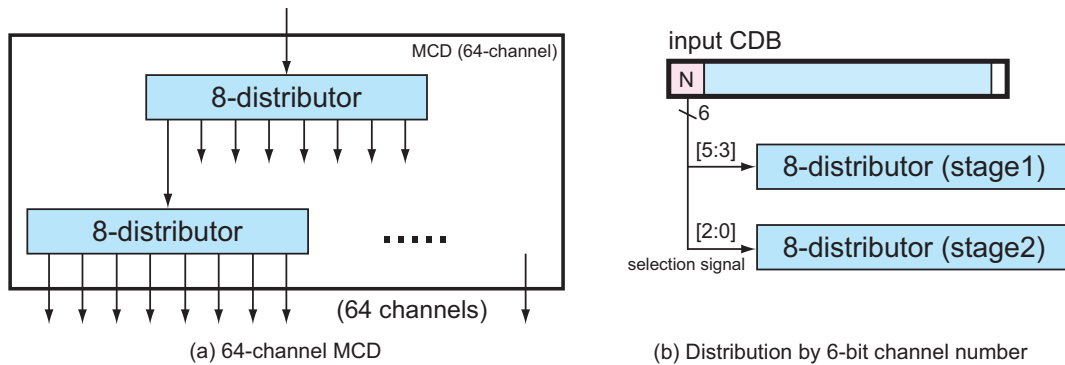 MCD (64-channel)
8-distributor
8-distributor
(64 channels)
(a) 64-channel MCD
input CDB
N
6
[5:3]
8-distributor (stage1)
[2:0]
selection signal
8-distributor (stage2)
(b) Distribution by 6-bit channel number